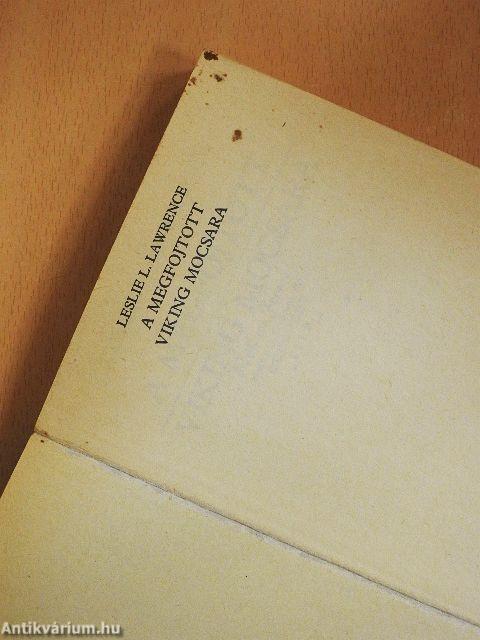 LESLIE L. LAWRENCE
A MEGFOJTOTT
VIKING MOCSARA
Antikvárium.hu